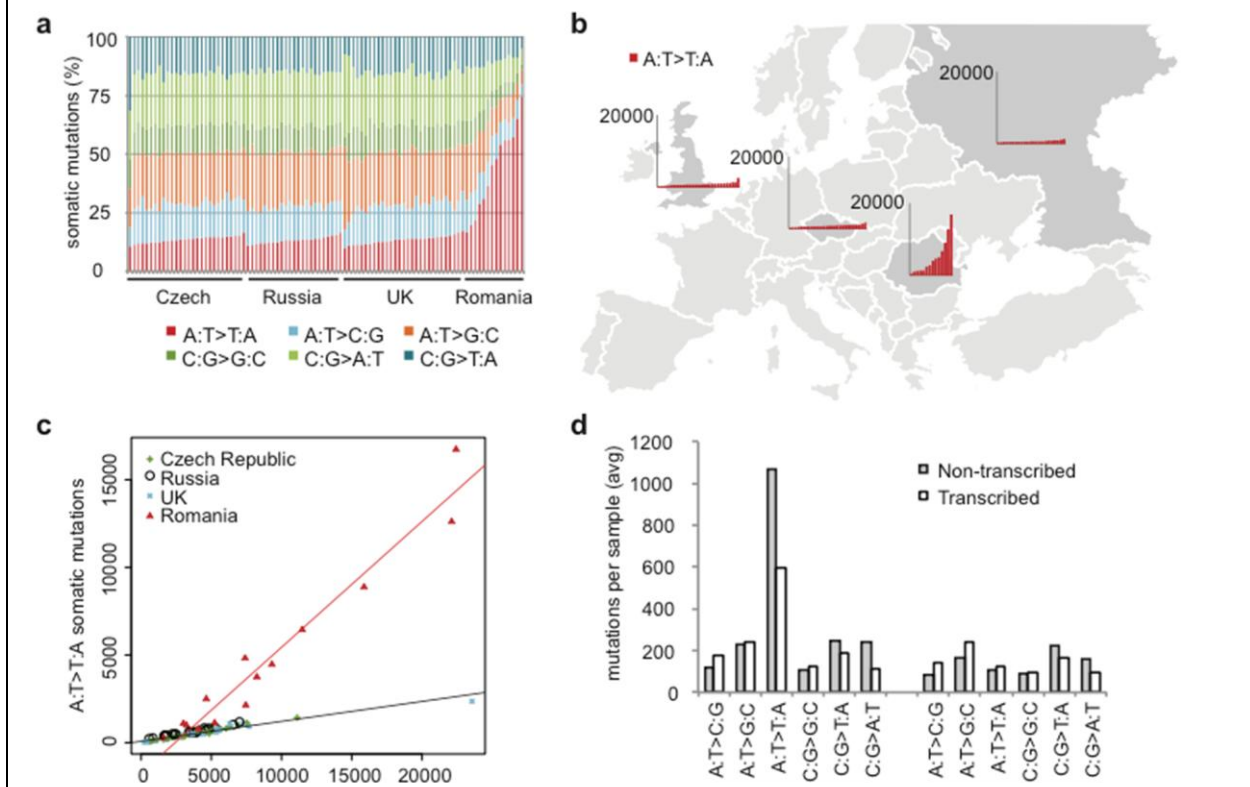 a
somatic mutations (%)
100
75
50
25
0
Czech Russia UK Romania
A:T>T:A A:T>C:G A:T>G:C
C:G>G:C C:G>A:T C:G>T:A
b
A:T>T:A
20000
20000
20000
20000
c
A:T>T:A somatic mutations
15000
10000
5000
0
Czech Republic
Russia
UK
Romania
0 5000 10000 15000 20000
d
mutations per sample (avg)
1200
1000
800
600
400
200
0
Non-transcribed
Transcribed
A:T>C:G
A:T>G:C
A:T>T:A
C:G>G:C
C:G>T:A
C:G>A:T
A:T>C:G
A:T>G:C
A:T>T:A
C:G>G:C
C:G>T:A
C:G>A:T